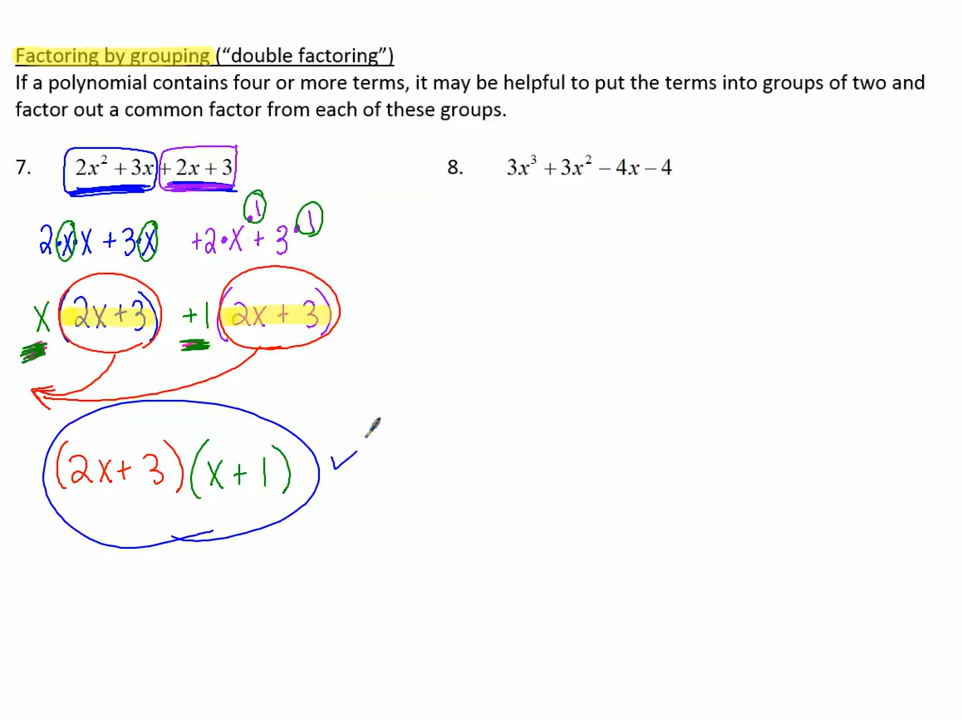 Factoring by grouping (“double factoring”)
If a polynomial contains four or more terms, it may be helpful to put the terms into groups of two and
factor out a common factor from each of these groups.
7. 2x² + 3x + 2x + 3
2·x·x + 3·x +2·x·1 + 3·1
x(2x+3) +1(2x+3)
(2x+3)(x+1) ✓
8. 3x³ + 3x² − 4x − 4